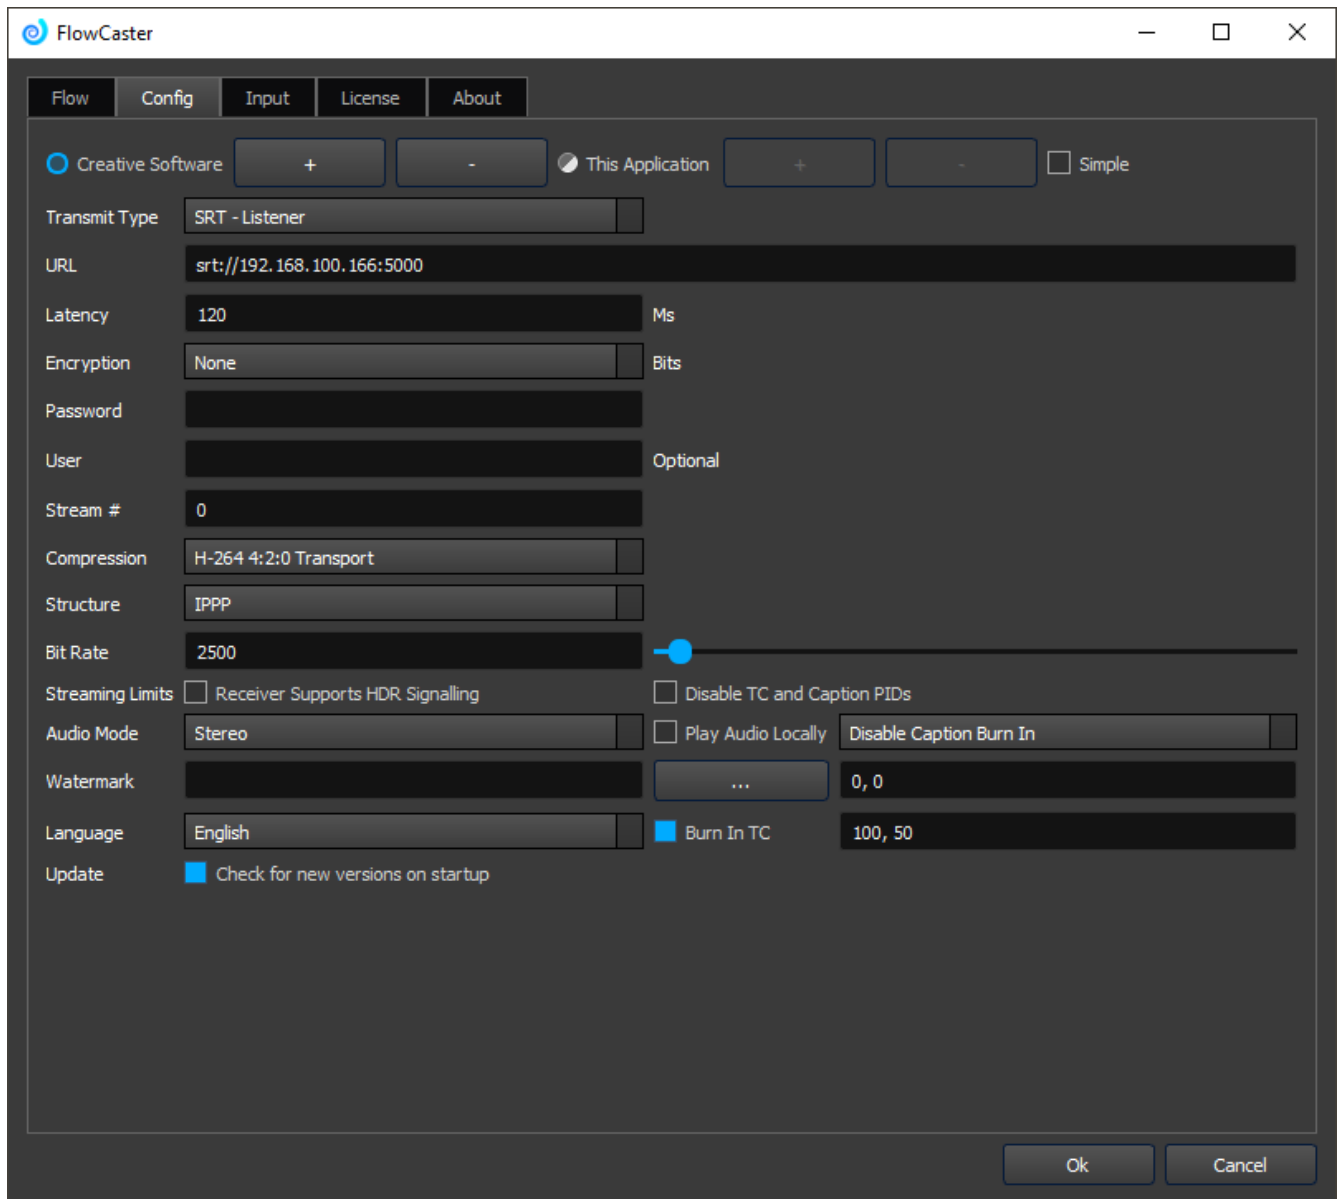 FlowCaster
Flow Config Input License About
Creative Software + - This Application + - Simple
Transmit Type SRT - Listener
URL srt://192.168.100.166:5000
Latency 120 Ms
Encryption None Bits
Password
User Optional
Stream # 0
Compression H-264 4:2:0 Transport
Structure IPPP
Bit Rate 2500
Streaming Limits Receiver Supports HDR Signalling Disable TC and Caption PIDs
Audio Mode Stereo Play Audio Locally Disable Caption Burn In
Watermark ... 0, 0
Language English Burn In TC 100, 50
Update Check for new versions on startup
Ok Cancel